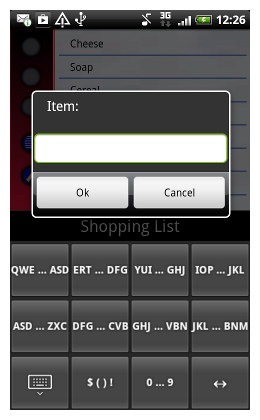 3G
12:26
Cheese
Soap
Cereal
Item:
Ok
Cancel
Shopping List
QWE ... ASD
ERT ... DFG
YUI ... GHJ
IOP ... JKL
ASD ... ZXC
DFG ... CVB
GHJ ... VBN
JKL ... BNM
$ ( ) !
0 ... 9